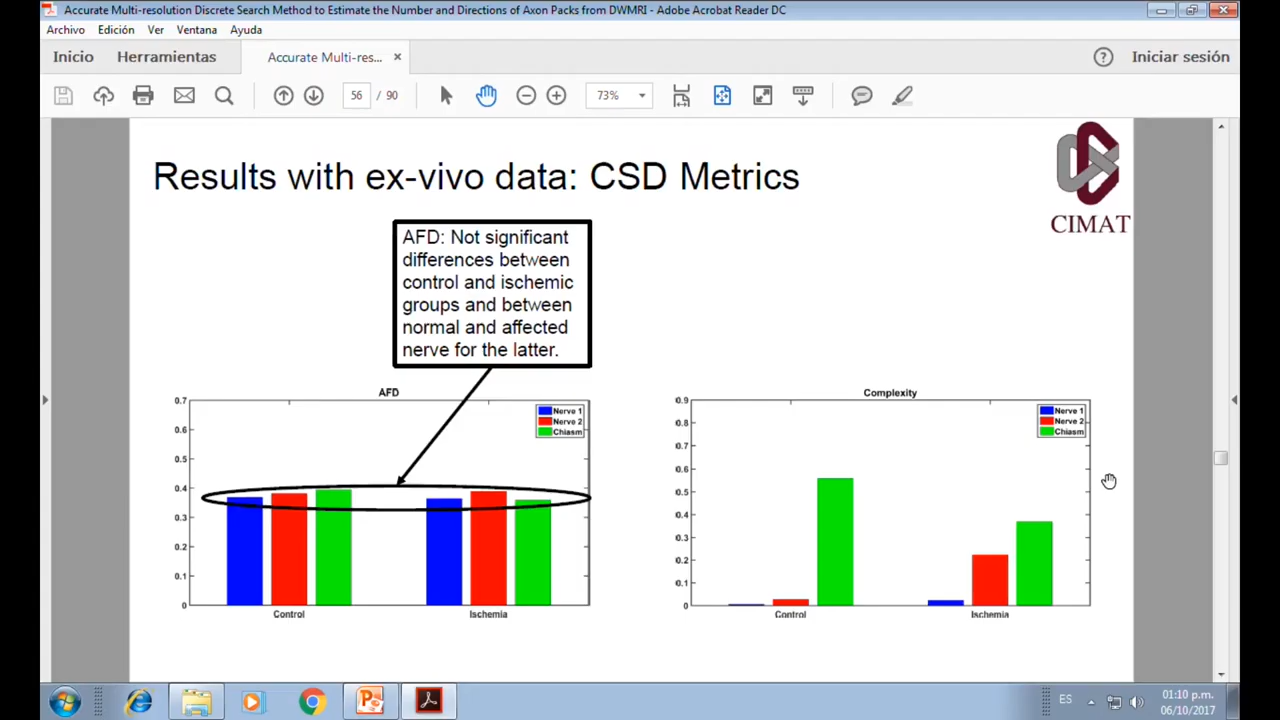 Accurate Multi-resolution Discrete Search Method to Estimate the Number and Directions of Axon Packs from DWMRI - Adobe Acrobat Reader DC
Archivo Edición Ver Ventana Ayuda
Inicio Herramientas Accurate Multi-res... × ? Iniciar sesión
56 / 90 73%
Results with ex-vivo data: CSD Metrics
CIMAT
AFD: Not significant
differences between
control and ischemic
groups and between
normal and affected
nerve for the latter.
AFD
0.7
0.6
0.5
0.4
0.3
0.2
0.1
0
Nerve 1
Nerve 2
Chiasm
Control Ischemia
Complexity
0.9
0.8
0.7
0.6
0.5
0.4
0.3
0.2
0.1
0
Nerve 1
Nerve 2
Chiasm
Control Ischemia
ES
01:10 p.m.
06/10/2017